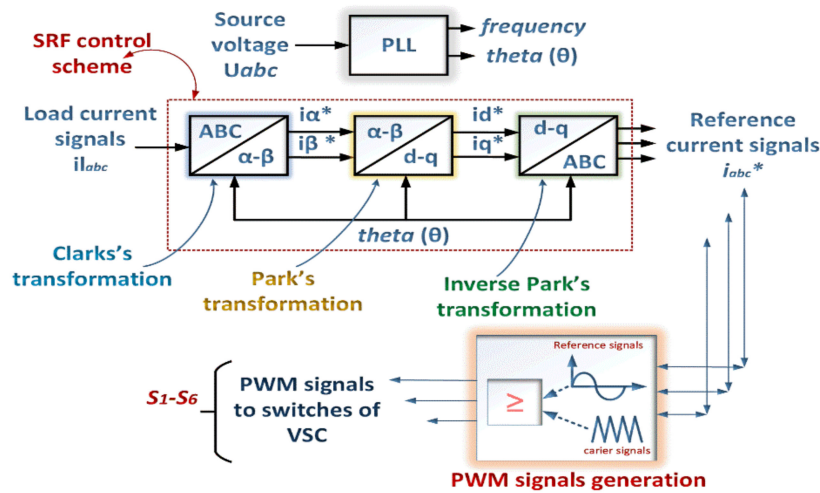 Source
voltage
Uabc
PLL
frequency
theta (θ)
SRF control
scheme
Load current
signals
ilabc
ABC
α-β
iα*
iβ *
α-β
d-q
id*
iq*
d-q
ABC
Reference
current signals
iabc*
theta (θ)
Clarks's
transformation
Park's
transformation
Inverse Park's
transformation
S1-S6
PWM signals
to switches of
VSC
Reference signals
≥
carier signals
PWM signals generation